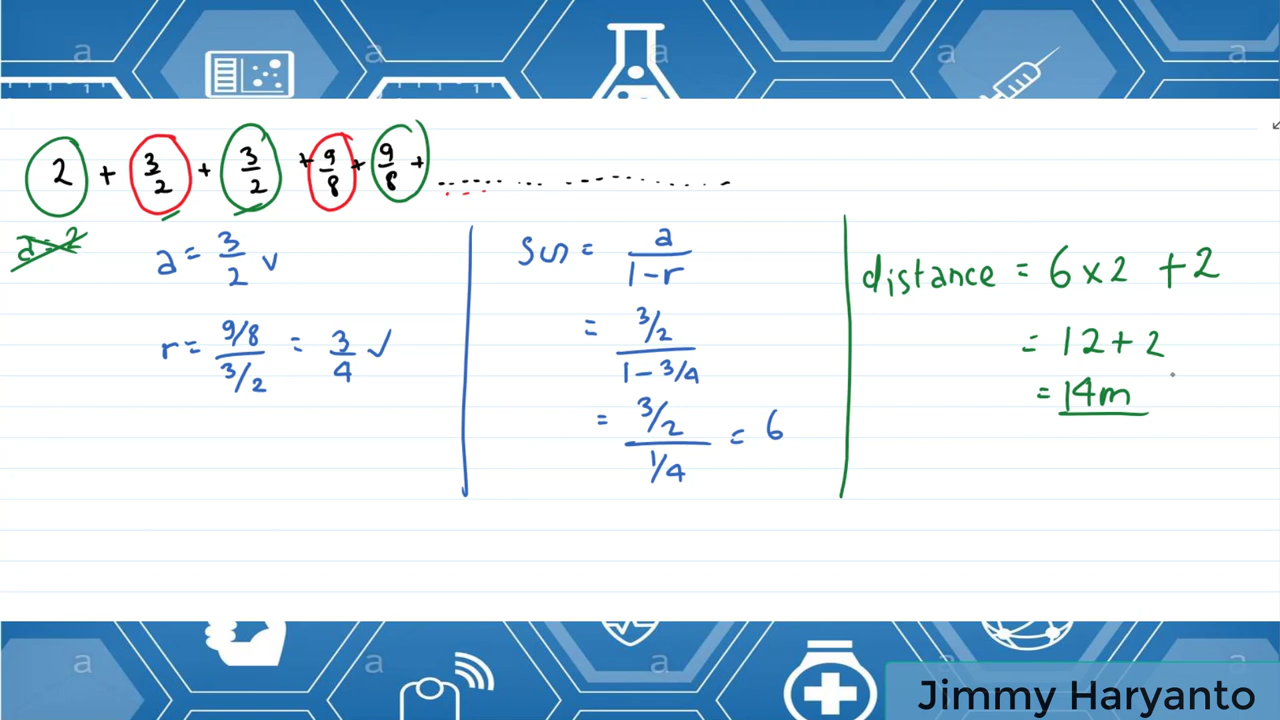 2 + 3/2 + 3/2 + 9/8 + 9/8 + ..............
a = 2
a = 3/2 v
r = (9/8)/(3/2) = 3/4 ✓
S∞ = a/(1-r)
= (3/2)/(1 - 3/4)
= (3/2)/(1/4) = 6
distance = 6 x 2 + 2
= 12 + 2
= 14m
Jimmy Haryanto